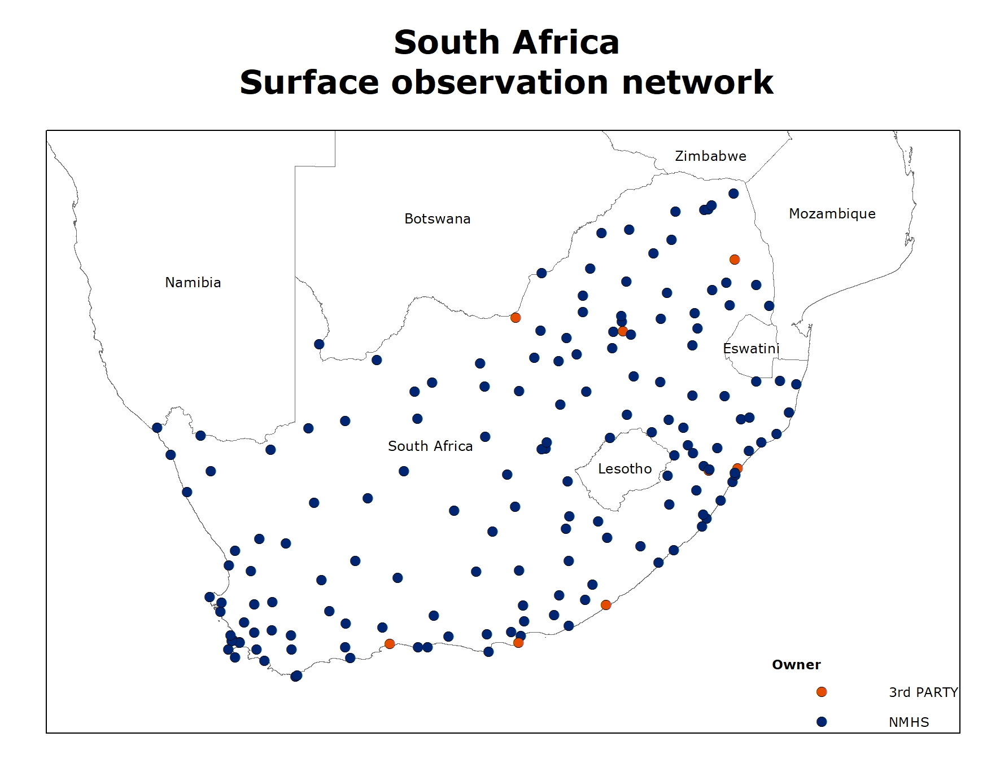 South Africa
Surface observation network
Zimbabwe
Mozambique
Botswana
Namibia
Eswatini
South Africa
Lesotho
Owner
3rd PARTY
NMHS